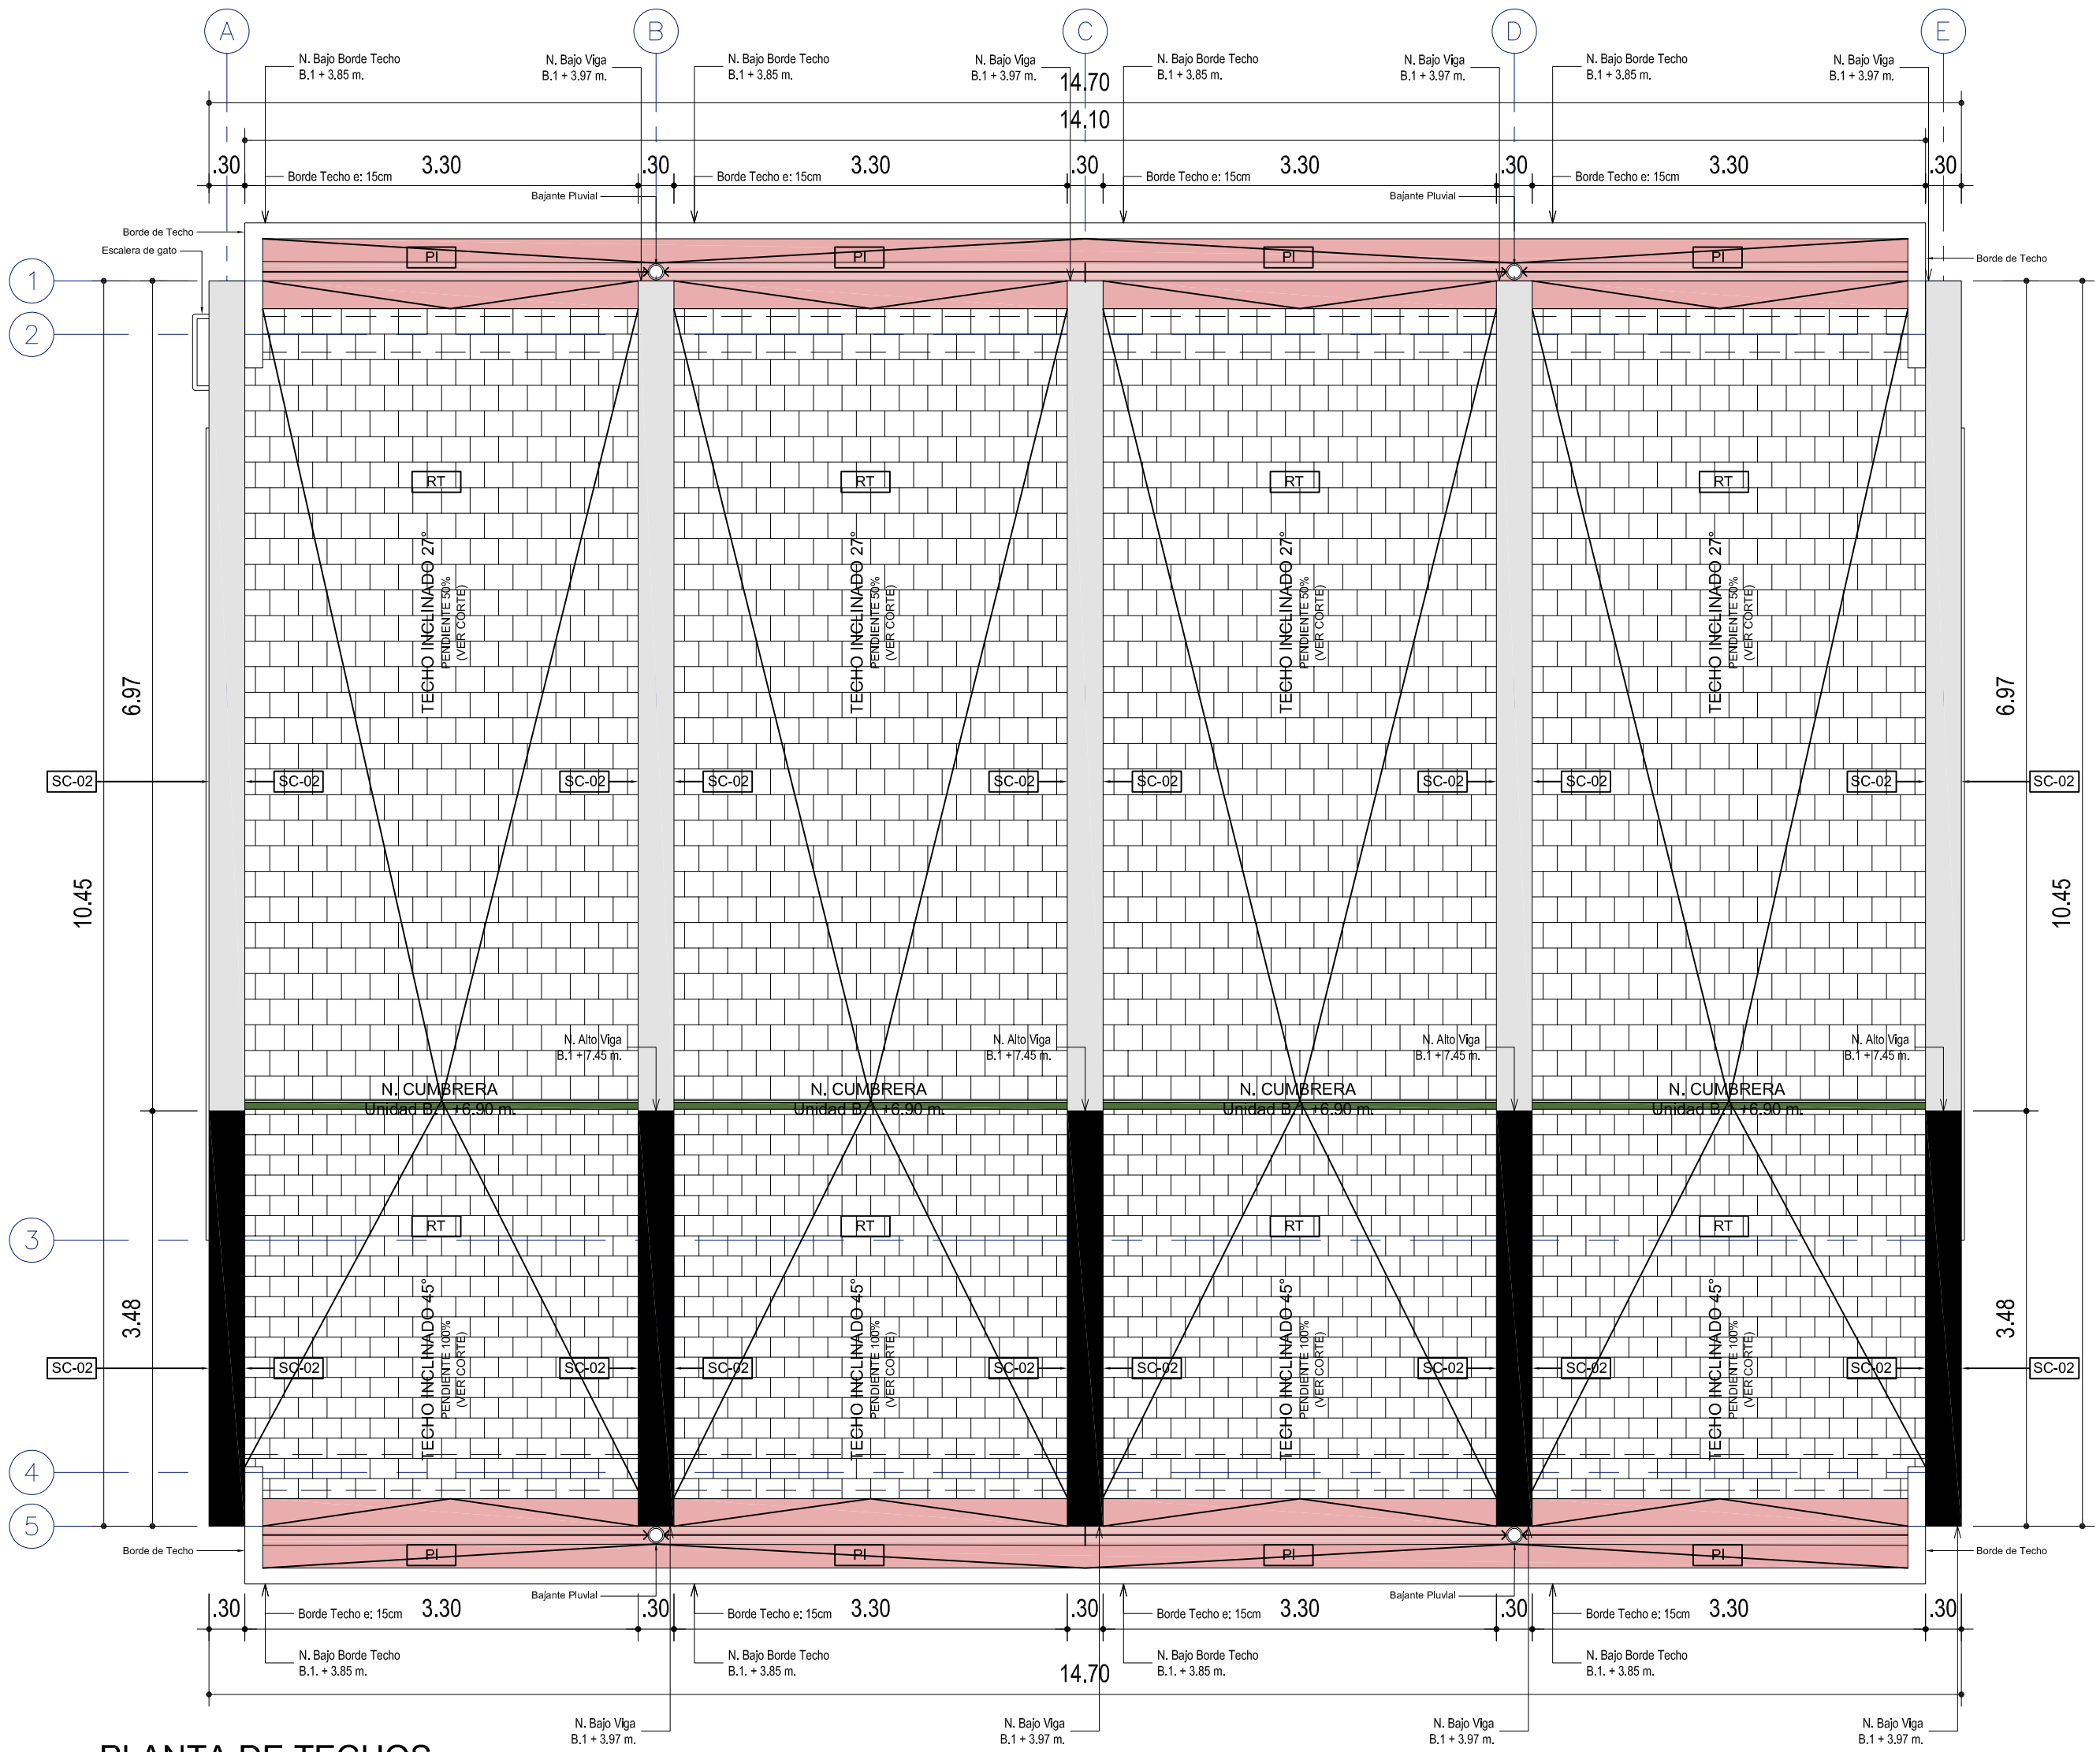 A B C D E
N. Bajo Borde Techo
B.1 + 3.85 m.
N. Bajo Viga
B.1 + 3.97 m.
N. Bajo Borde Techo
B.1 + 3.85 m.
N. Bajo Viga
B.1 + 3.97 m.
N. Bajo Borde Techo
B.1 + 3.85 m.
N. Bajo Viga
B.1 + 3.97 m.
N. Bajo Borde Techo
B.1 + 3.85 m.
N. Bajo Viga
B.1 + 3.97 m.
14.70
14.10
.30 3.30 .30 3.30 .30 3.30 .30 3.30 .30
Borde Techo e: 15cm
Borde Techo e: 15cm
Borde Techo e: 15cm
Borde Techo e: 15cm
Bajante Pluvial
Bajante Pluvial
Borde de Techo
Escalera de gato
Borde de Techo
PI PI PI PI
1
2
RT RT RT RT
TECHO INCLINADO 27°
PENDIENTE 50%
(VER CORTE)
TECHO INCLINADO 27°
PENDIENTE 50%
(VER CORTE)
TECHO INCLINADO 27°
PENDIENTE 50%
(VER CORTE)
TECHO INCLINADO 27°
PENDIENTE 50%
(VER CORTE)
6.97
6.97
SC-02 SC-02 SC-02 SC-02 SC-02 SC-02 SC-02 SC-02 SC-02 SC-02
10.45
10.45
N. Alto Viga
B.1 + 7.45 m.
N. Alto Viga
B.1 + 7.45 m.
N. Alto Viga
B.1 + 7.45 m.
N. Alto Viga
B.1 + 7.45 m.
N. CUMBRERA
Unidad +6.90 m.
N. CUMBRERA
Unidad +6.90 m.
N. CUMBRERA
Unidad +6.90 m.
N. CUMBRERA
Unidad +6.90 m.
RT RT RT RT
3
TECHO INCLINADO 45°
PENDIENTE 100%
(VER CORTE)
TECHO INCLINADO 45°
PENDIENTE 100%
(VER CORTE)
TECHO INCLINADO 45°
PENDIENTE 100%
(VER CORTE)
TECHO INCLINADO 45°
PENDIENTE 100%
(VER CORTE)
3.48
3.48
SC-02 SC-02 SC-02 SC-02 SC-02 SC-02 SC-02 SC-02 SC-02 SC-02
4
5
Borde de Techo
PI PI PI PI
Borde de Techo
Bajante Pluvial
Bajante Pluvial
.30 3.30 .30 3.30 .30 3.30 .30 3.30 .30
Borde Techo e: 15cm
Borde Techo e: 15cm
Borde Techo e: 15cm
Borde Techo e: 15cm
N. Bajo Borde Techo
B.1. + 3.85 m.
N. Bajo Borde Techo
B.1. + 3.85 m.
N. Bajo Borde Techo
B.1. + 3.85 m.
N. Bajo Borde Techo
B.1. + 3.85 m.
14.70
N. Bajo Viga
B.1 + 3.97 m.
N. Bajo Viga
B.1 + 3.97 m.
N. Bajo Viga
B.1 + 3.97 m.
N. Bajo Viga
B.1 + 3.97 m.
PLANTA DE TECHOS